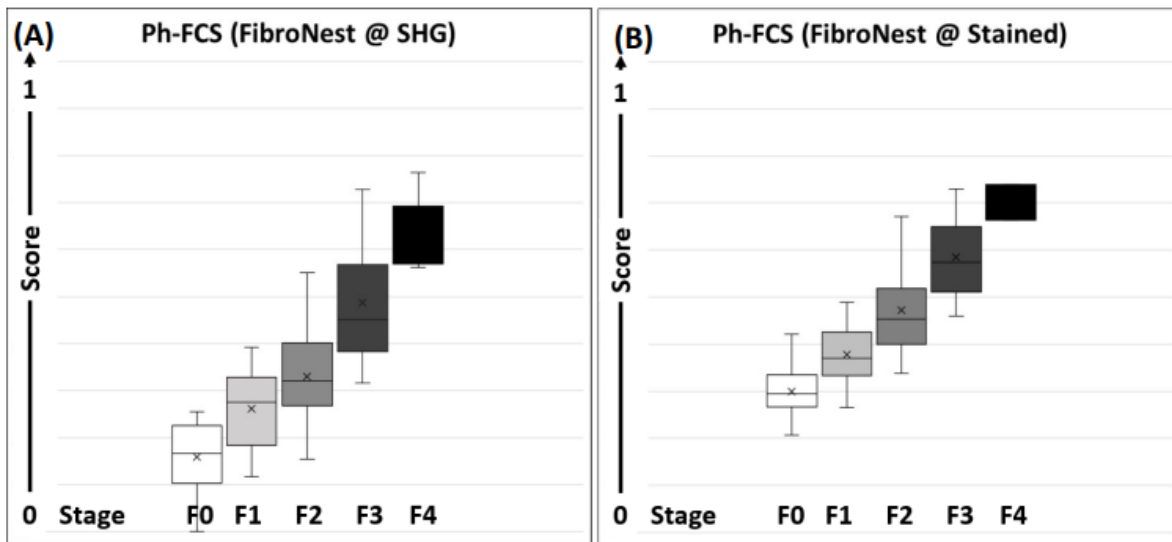 (A) Ph-FCS (FibroNest @ SHG)
1
Score
0 Stage F0 F1 F2 F3 F4
(B) Ph-FCS (FibroNest @ Stained)
1
Score
0 Stage F0 F1 F2 F3 F4